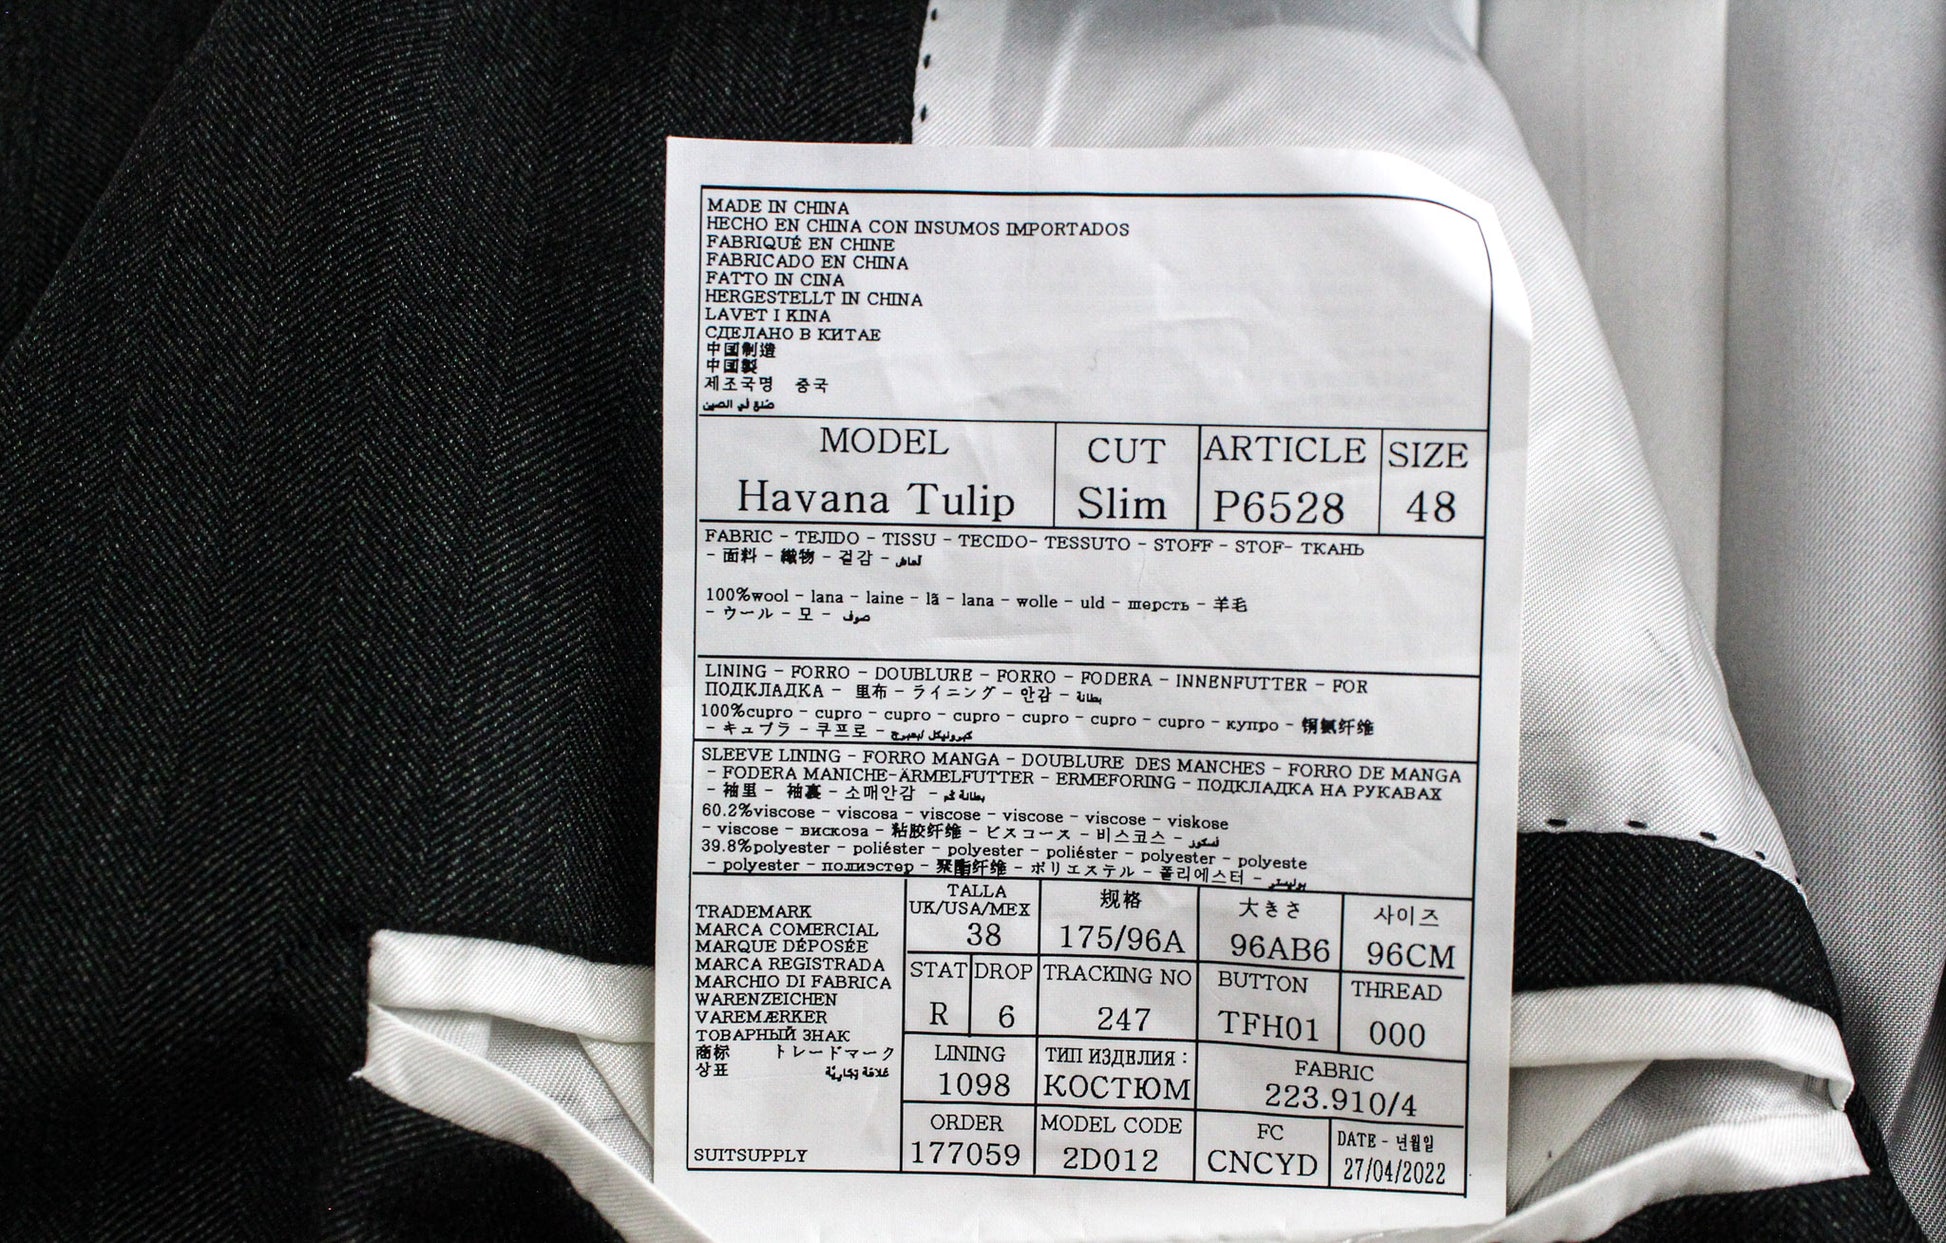 MADE IN CHINA
HECHO EN CHINA CON INSUMOS IMPORTADOS
FABRIQUÉ EN CHINE
FABRICADO EN CHINA
FATTO IN CINA
HERGESTELLT IN CHINA
LAVET I KINA
СДЕЛАНО В КИТАЕ
中国制造
中国製
제조국명 중국
صنع في الصين
MODEL CUT ARTICLE SIZE
Havana Tulip Slim P6528 48
FABRIC - TEJIDO - TISSU - TECIDO- TESSUTO - STOFF - STOF- ТКАНЬ
- 面料 - 織物 - 겉감 - قماش
100%wool - lana - laine - lã - lana - wolle - uld - шерсть - 羊毛
- ウール - 모 - صوف
LINING - FORRO - DOUBLURE - FORRO - FODERA - INNENFUTTER - FOR
ПОДКЛАДКА - 里布 - ライニング - 안감 - بطانة
100%cupro - cupro - cupro - cupro - cupro - cupro - cupro - купро - 铜氨纤维
- キュプラ - 쿠프로 -
SLEEVE LINING - FORRO MANGA - DOUBLURE DES MANCHES - FORRO DE MANGA
- FODERA MANICHE-ÄRMELFUTTER - ERMEFORING - ПОДКЛАДКА НА РУКАВАХ
- 袖里 - 袖裏 - 소매안감 - بطانة كم
60.2%viscose - viscosa - viscose - viscose - viscose - viskose
- viscose - вискоза - 粘胶纤维 - ビスコース - 비스코스 -
39.8%polyester - poliéster - polyester - poliéster - polyester - polyeste
- polyester - полиэстер - 聚酯纤维 - ポリエステル - 폴리에스터 -
TRADEMARK
MARCA COMERCIAL
MARQUE DÉPOSÉE
MARCA REGISTRADA
MARCHIO DI FABRICA
WARENZEICHEN
VAREMÆRKER
ТОВАРНЫЙ ЗНАК
商标 トレードマーク
상표 علامة تجارية
SUITSUPPLY
TALLA
UK/USA/MEX 规格 大きさ 사이즈
38 175/96A 96AB6 96CM
STAT DROP TRACKING NO BUTTON THREAD
R 6 247 TFH01 000
LINING ТИП ИЗДЕЛИЯ : FABRIC
1098 КОСТЮМ 223.910/4
ORDER MODEL CODE FC DATE - 년월일
177059 2D012 CNCYD 27/04/2022